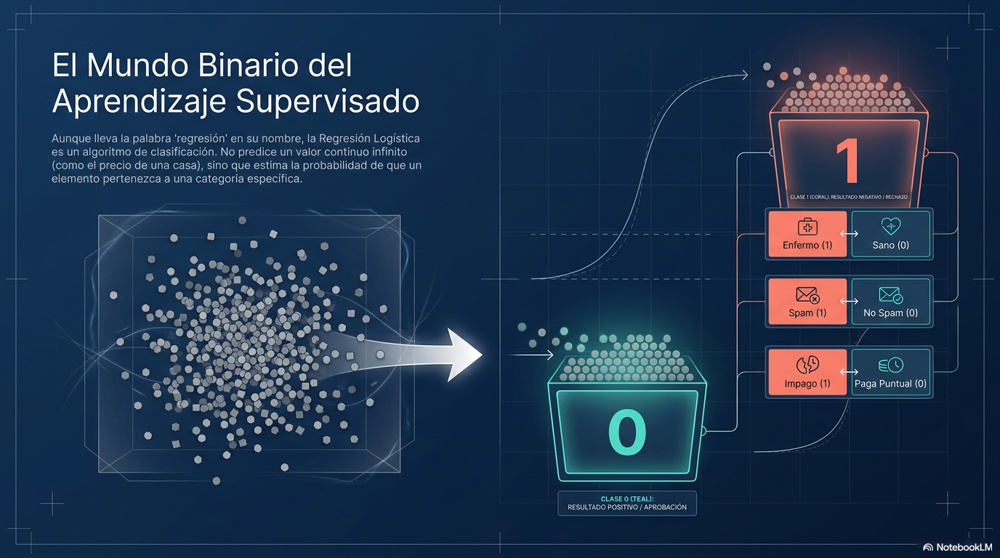 El Mundo Binario del
Aprendizaje Supervisado
Aunque lleva la palabra 'regresión' en su nombre, la Regresión Logística
es un algoritmo de clasificación. No predice un valor continuo infinito
(como el precio de una casa), sino que estima la probabilidad de que un
elemento pertenezca a una categoria específica.
1
CLASE 1 (CORAL): RESULTADO NEGATIVO / RECHAZO
Enfermo (1)
Sano (0)
Spam (1)
No Spam (0)
Impago (1)
Paga Puntual (0)
0
CLASE 0 (TEAL):
RESULTADO POSITIVO / APROBACIÓN
NotebookLM